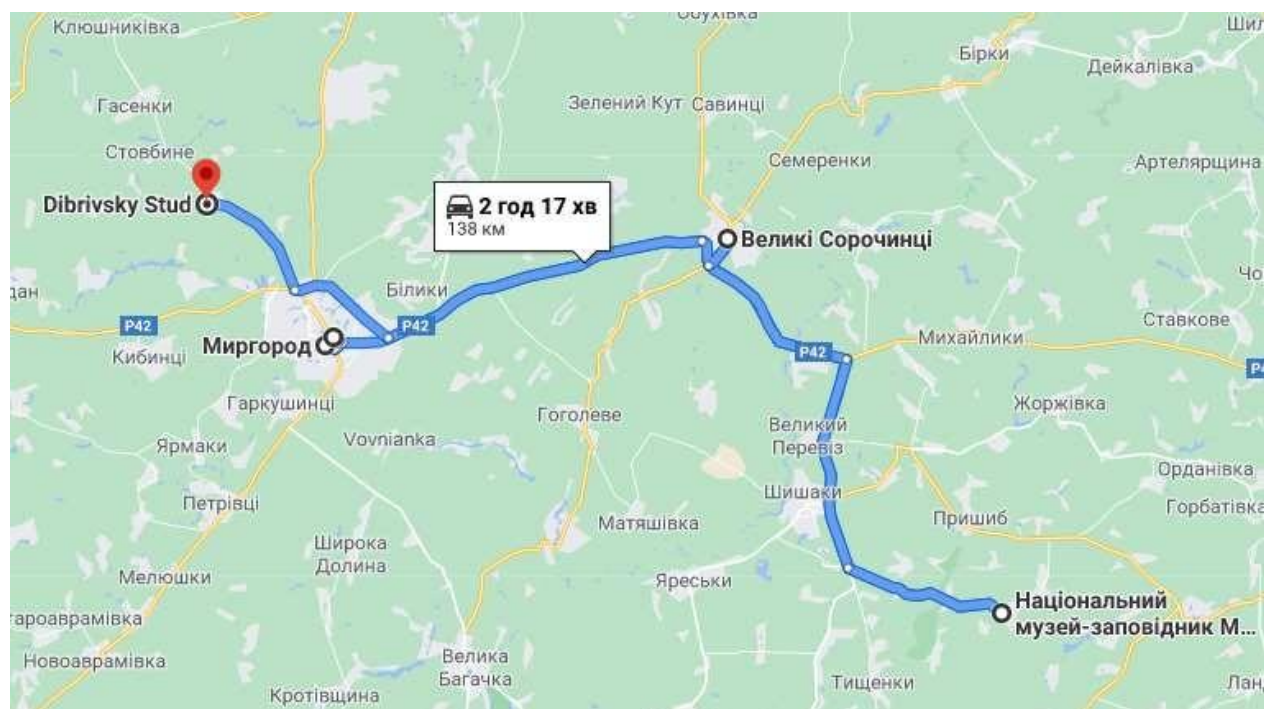 Обухівка
Клюшниківка
Бірки
Дейкалівка
Гасенки
Зелений Кут
Савинці
Стовбине
Семеренки
Артелярщина
Dibrivsky Stud
2 год 17 хв
138 км
Великі Сорочинці
Білики
P42
P42
Ставкове
Миргород
Кибинці
P42
Михайлики
Гаркушинці
Гоголеве
Жоржівка
Великий
Перевіз
Ярмаки
Vovnianka
Орданівка
Шишаки
Петрівці
Горбатівка
Матяшівка
Пришиб
Широка
Долина
Мелюшки
Яреськи
Національний
музей-заповідник М...
тароаврамівка
Новоаврамівка
Велика
Багачка
Тищенки
Кротівщина